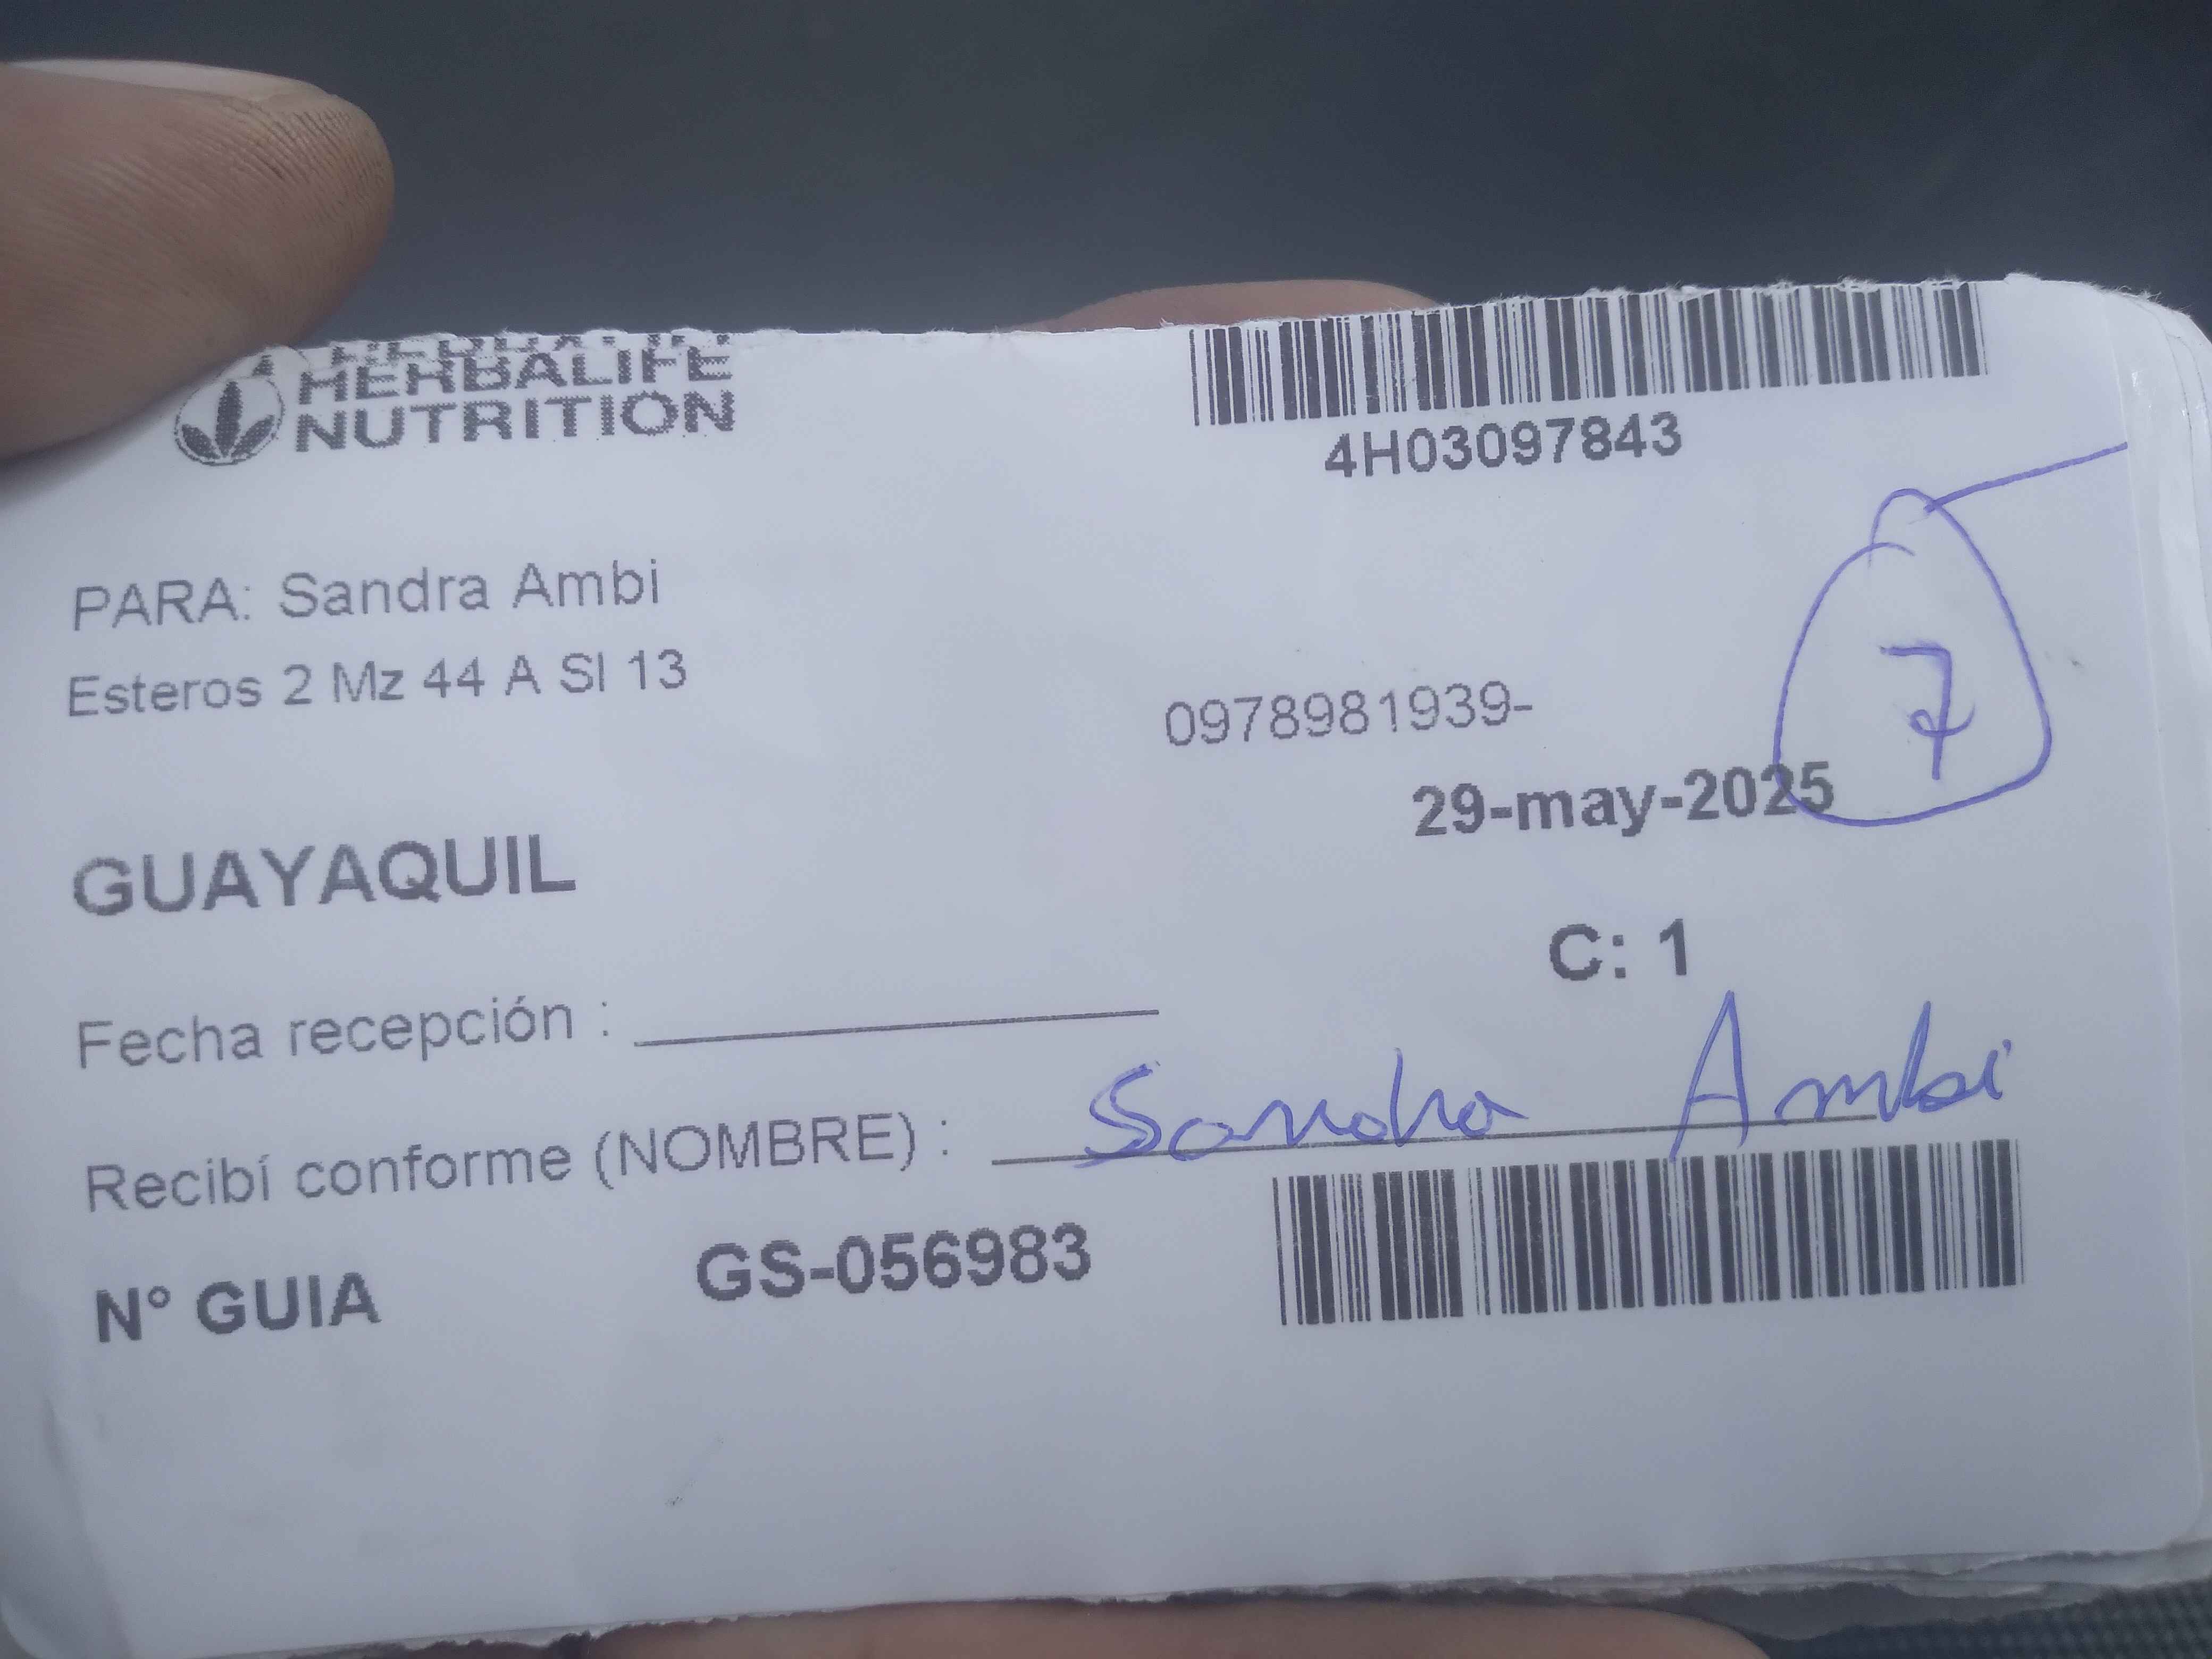 HERBALIFE
NUTRITION
4H03097843
PARA: Sandra Ambi
Esteros 2 Mz 44 A Sl 13
0978981939-
7
29-may-2025
GUAYAQUIL
C: 1
Fecha recepción :
Recibí conforme (NOMBRE) : Sandra Ambi
N° GUIA GS-056983